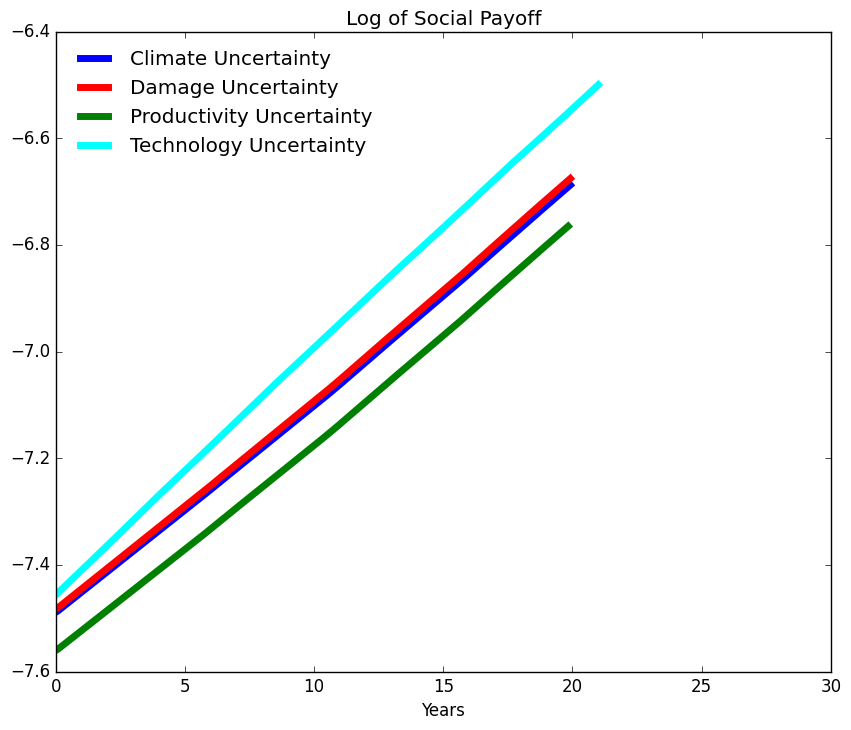 Log of Social Payoff
−6.4
−6.6
−6.8
−7.0
−7.2
−7.4
−7.6
Climate Uncertainty
Damage Uncertainty
Productivity Uncertainty
Technology Uncertainty
0 5 10 15 20 25 30
Years